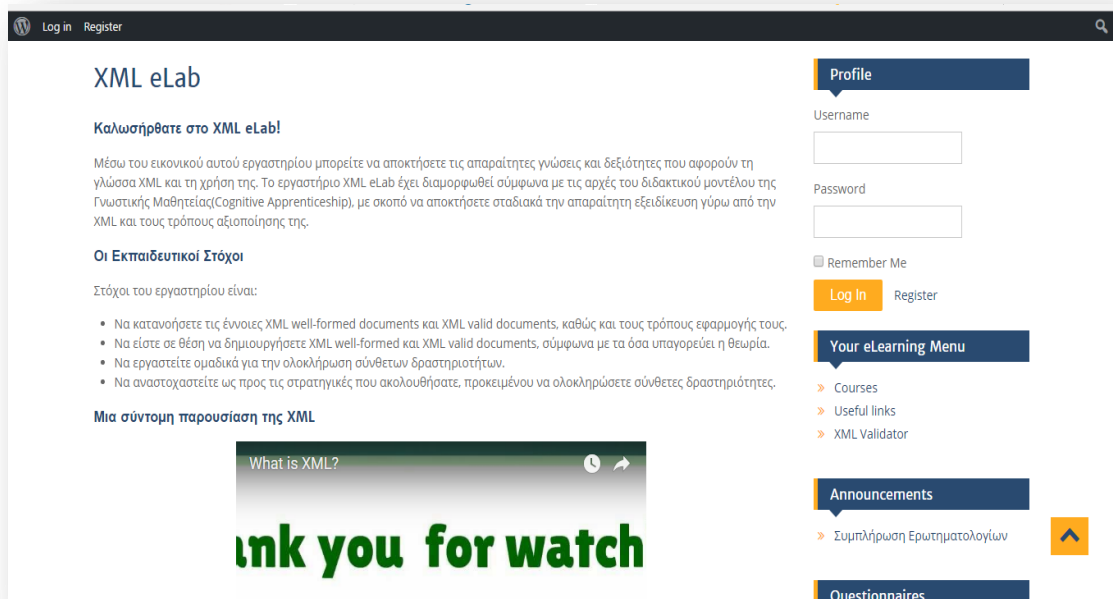 Log in Register
XML eLab
Καλωσήρθατε στο XML eLab!
Μέσω του εικονικού αυτού εργαστηρίου μπορείτε να αποκτήσετε τις απαραίτητες γνώσεις και δεξιότητες που αφορούν τη
γλώσσα XML και τη χρήση της. Το εργαστήριο XML eLab έχει διαμορφωθεί σύμφωνα με τις αρχές του διδακτικού μοντέλου της
Γνωστικής Μαθητείας(Cognitive Apprenticeship), με σκοπό να αποκτήσετε σταδιακά την απαραίτητη εξειδίκευση γύρω από την
XML και τους τρόπους αξιοποίησης της.
Οι Εκπαιδευτικοί Στόχοι
Στόχοι του εργαστηρίου είναι:
Να κατανοήσετε τις έννοιες XML well-formed documents και XML valid documents, καθώς και τους τρόπους εφαρμογής τους.
Να είστε σε θέση να δημιουργήσετε XML well-formed και XML valid documents, σύμφωνα με τα όσα υπαγορεύει η θεωρία.
Να εργαστείτε ομαδικά για την ολοκλήρωση σύνθετων δραστηριοτήτων.
Να αναστοχαστείτε ως προς τις στρατηγικές που ακολουθήσατε, προκειμένου να ολοκληρώσετε σύνθετες δραστηριότητες.
Μια σύντομη παρουσίαση της XML
What is XML?
ank you for watch
Profile
Username
Password
Remember Me
Log In Register
Your eLearning Menu
Courses
Useful links
XML Validator
Announcements
Συμπλήρωση Ερωτηματολογίων
Questionnaires